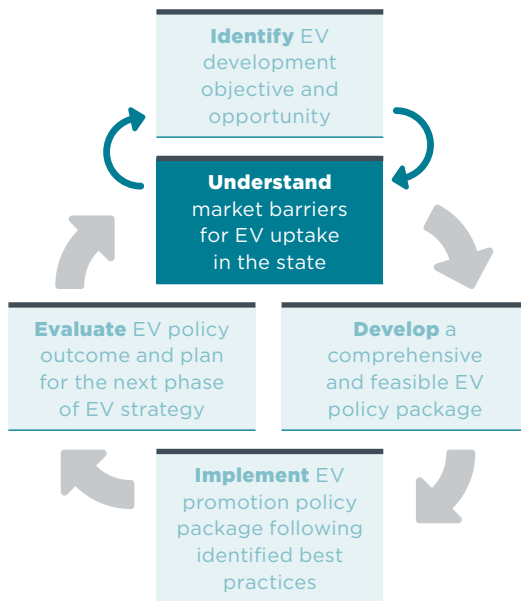 Identify EV
development
objective and
opportunity
Understand
market barriers
for EV uptake
in the state
Evaluate EV policy
outcome and plan
for the next phase
of EV strategy
Develop a
comprehensive
and feasible EV
policy package
Implement EV
promotion policy
package following
identified best
practices